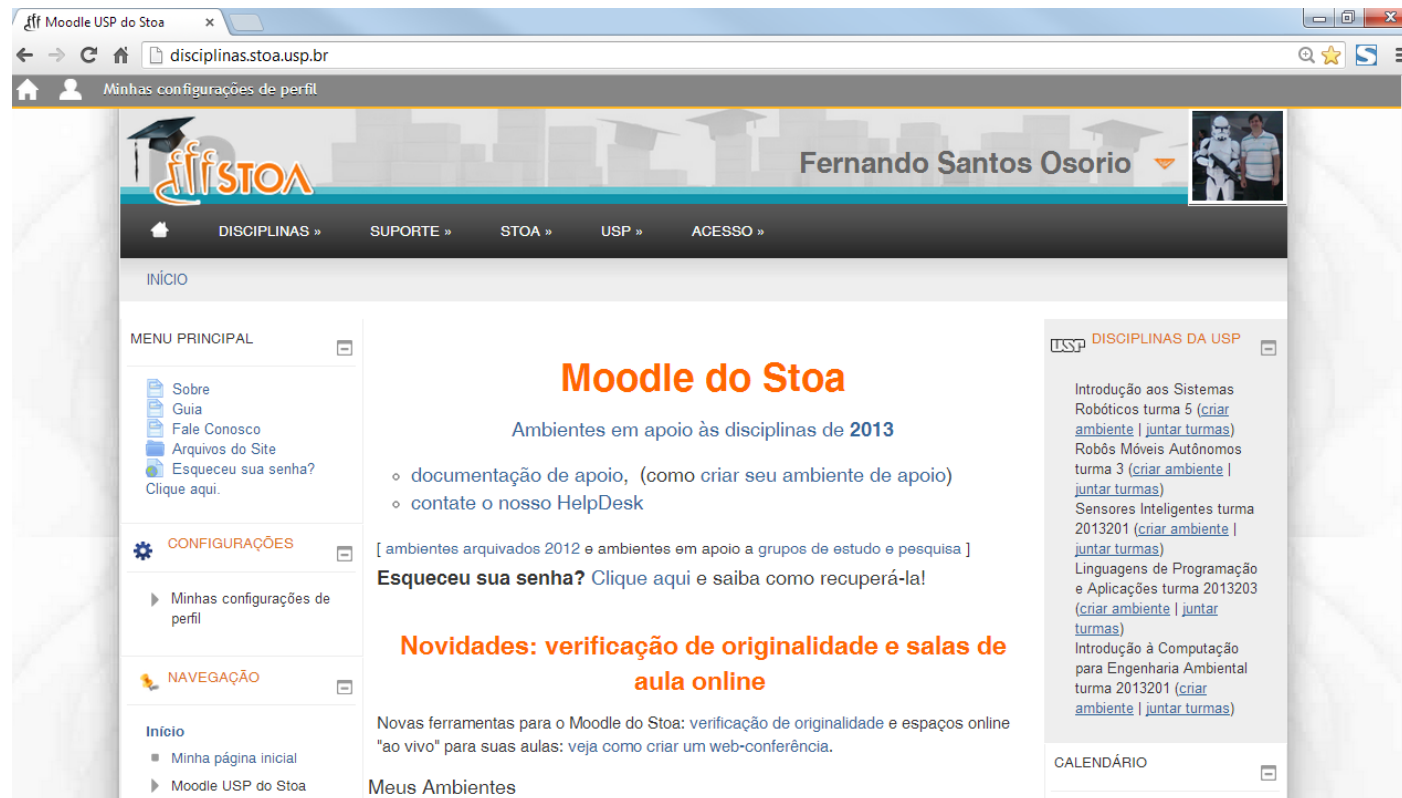 Moodle USP do Stoa
disciplinas.stoa.usp.br
Minhas configurações de perfil
STOA
Fernando Santos Osorio
DISCIPLINAS »
SUPORTE »
STOA »
USP »
ACESSO »
INÍCIO
MENU PRINCIPAL
Sobre
Guia
Fale Conosco
Arquivos do Site
Esqueceu sua senha?
Clique aqui.
CONFIGURAÇÕES
Minhas configurações de
perfil
NAVEGAÇÃO
Início
Minha página inicial
Moodle USP do Stoa
Moodle do Stoa
Ambientes em apoio às disciplinas de 2013
documentação de apoio, (como criar seu ambiente de apoio)
contate o nosso HelpDesk
[ ambientes arquivados 2012 e ambientes em apoio a grupos de estudo e pesquisa ]
Esqueceu sua senha? Clique aqui e saiba como recuperá-la!
Novidades: verificação de originalidade e salas de
aula online
Novas ferramentas para o Moodle do Stoa: verificação de originalidade e espaços online
"ao vivo" para suas aulas: veja como criar um web-conferência.
Meus Ambientes
USP DISCIPLINAS DA USP
Introdução aos Sistemas
Robóticos turma 5 (criar
ambiente | juntar turmas)
Robôs Móveis Autônomos
turma 3 (criar ambiente |
juntar turmas)
Sensores Inteligentes turma
2013201 (criar ambiente |
juntar turmas)
Linguagens de Programação
e Aplicações turma 2013203
(criar ambiente | juntar
turmas)
Introdução à Computação
para Engenharia Ambiental
turma 2013201 (criar
ambiente | juntar turmas)
CALENDÁRIO